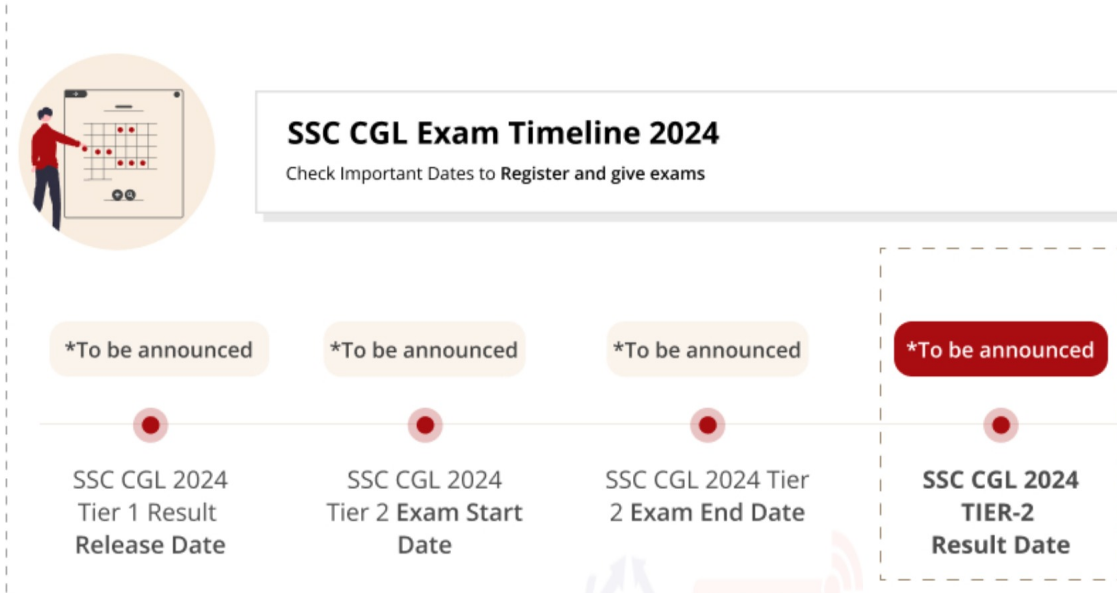 SSC CGL Exam Timeline 2024
Check Important Dates to Register and give exams
*To be announced
*To be announced
*To be announced
*To be announced
SSC CGL 2024
Tier 1 Result
Release Date
SSC CGL 2024
Tier 2 Exam Start
Date
SSC CGL 2024 Tier
2 Exam End Date
SSC CGL 2024
TIER-2
Result Date